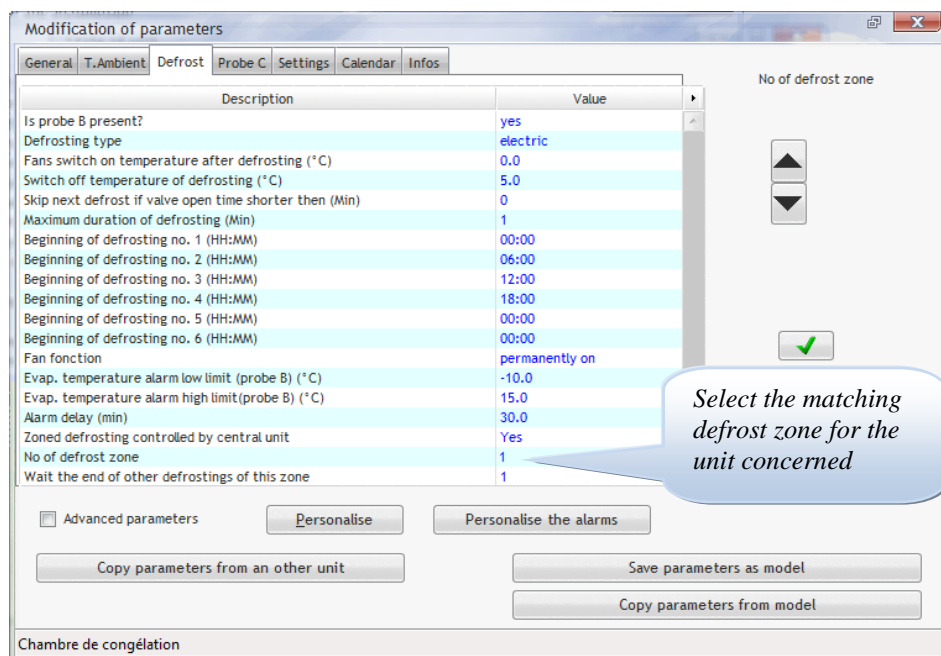 Modification of parameters
General T.Ambient Defrost Probe C Settings Calendar Infos
No of defrost zone
Description Value
Is probe B present? yes
Defrosting type electric
Fans switch on temperature after defrosting (°C) 0.0
Switch off temperature of defrosting (°C) 5.0
Skip next defrost if valve open time shorter then (Min) 0
Maximum duration of defrosting (Min) 1
Beginning of defrosting no. 1 (HH:MM) 00:00
Beginning of defrosting no. 2 (HH:MM) 06:00
Beginning of defrosting no. 3 (HH:MM) 12:00
Beginning of defrosting no. 4 (HH:MM) 18:00
Beginning of defrosting no. 5 (HH:MM) 00:00
Beginning of defrosting no. 6 (HH:MM) 00:00
Fan fonction permanently on
Evap. temperature alarm low limit (probe B) (°C) -10.0
Evap. temperature alarm high limit(probe B) (°C) 15.0
Alarm delay (min) 30.0
Zoned defrosting controlled by central unit Yes
No of defrost zone 1
Wait the end of other defrostings of this zone 1
Select the matching
defrost zone for the
unit concerned
Advanced parameters Personalise Personalise the alarms
Copy parameters from an other unit Save parameters as model
Copy parameters from model
Chambre de congélation